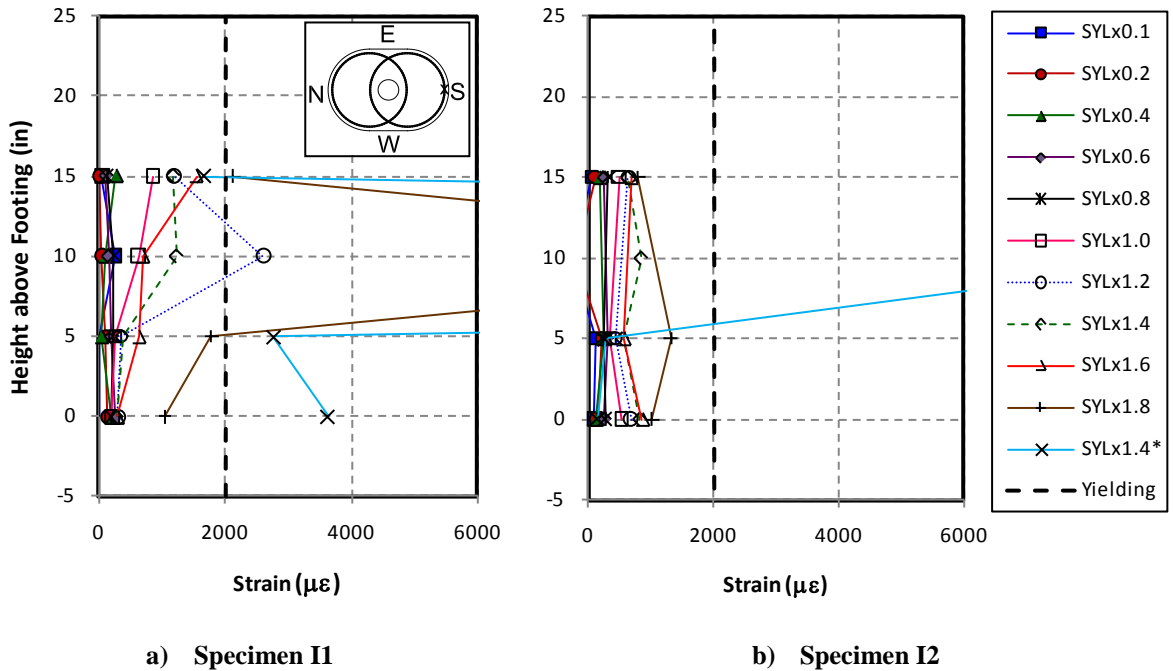 25
20
15
10
5
0
-5
Height above Footing (in)
0
2000
4000
6000
Strain (με)
E
N
S
W
a) Specimen I1
25
20
15
10
5
0
-5
0
2000
4000
6000
Strain (με)
b) Specimen I2
SYLx0.1
SYLx0.2
SYLx0.4
SYLx0.6
SYLx0.8
SYLx1.0
SYLx1.2
SYLx1.4
SYLx1.6
SYLx1.8
SYLx1.4*
Yielding